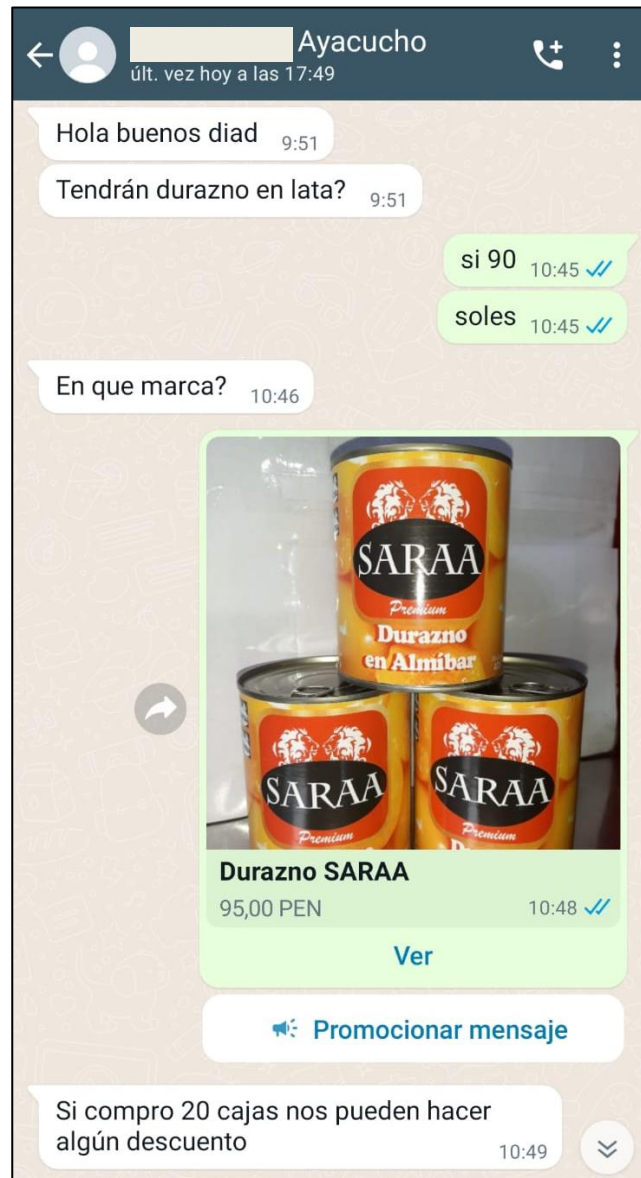 Ayacucho
últ. vez hoy a las 17:49
Hola buenos diad 9:51
Tendrán durazno en lata? 9:51
si 90 10:45
soles 10:45
En que marca? 10:46
SARAA
Premium
Durazno
en Almíbar
SARAA
Premium
SARAA
Premium
Durazno SARAA
95,00 PEN 10:48
Ver
Promocionar mensaje
Si compro 20 cajas nos pueden hacer
algún descuento 10:49